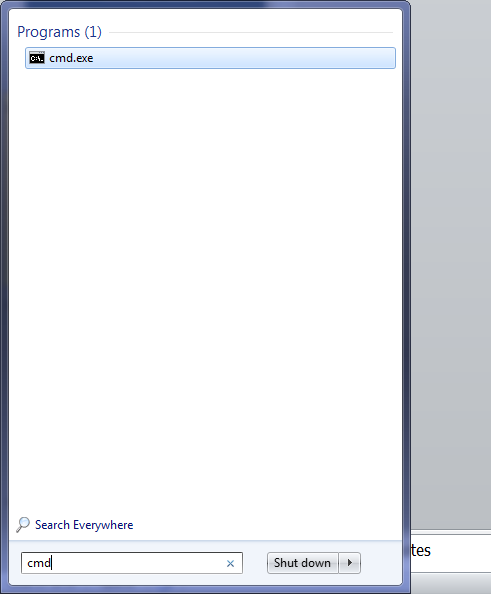 Programs (1)
cmd.exe
Search Everywhere
cmd
Shut down
tes